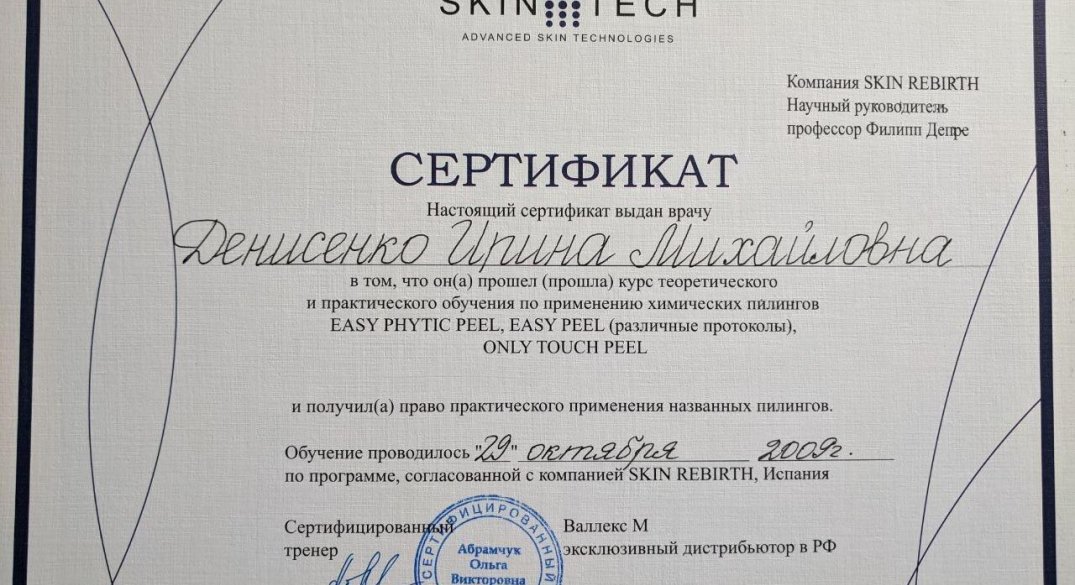 SKIN TECH
ADVANCED SKIN TECHNOLOGIES
Компания SKIN REBIRTH
Научный руководитель
профессор Филипп Депре
СЕРТИФИКАТ
Настоящий сертификат выдан врачу
Денисенко Ирина Михайловна
в том, что он(а) прошел (прошла) курс теоретического
и практического обучения по применению химических пилингов
EASY PHYTIC PEEL, EASY PEEL (различные протоколы),
ONLY TOUCH PEEL
и получил(а) право практического применения названных пилингов.
Обучение проводилось "29" октября 2009г.
по программе, согласованной с компанией SKIN REBIRTH, Испания
Сертифицированный
тренер
СЕРТИФИЦИРОВАННЫЙ
Абрамчук
Ольга
Викторовна
Валлекс М
эксклюзивный дистрибьютор в РФ